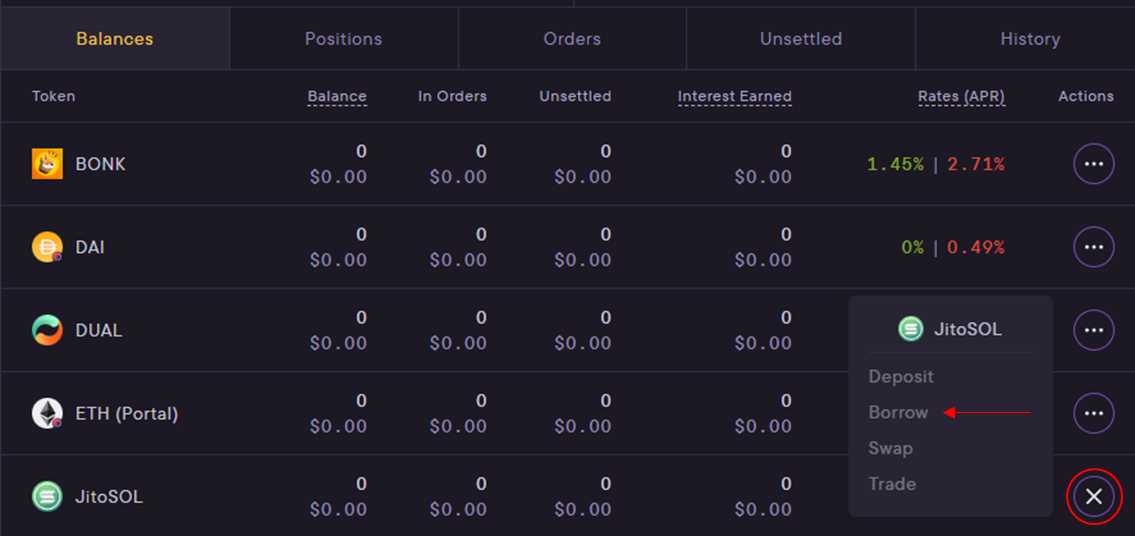 Balances Positions Orders Unsettled History
Token Balance In Orders Unsettled Interest Earned Rates (APR) Actions
BONK 0 0 0 0 1.45% | 2.71%
$0.00 $0.00 $0.00 $0.00
DAI 0 0 0 0 0% | 0.49%
$0.00 $0.00 $0.00 $0.00
DUAL 0 0 0 0 JitoSOL
$0.00 $0.00 $0.00 $0.00
Deposit
ETH (Portal) 0 0 0 0 Borrow
$0.00 $0.00 $0.00 $0.00
Swap
JitoSOL 0 0 0 0 Trade
$0.00 $0.00 $0.00 $0.00